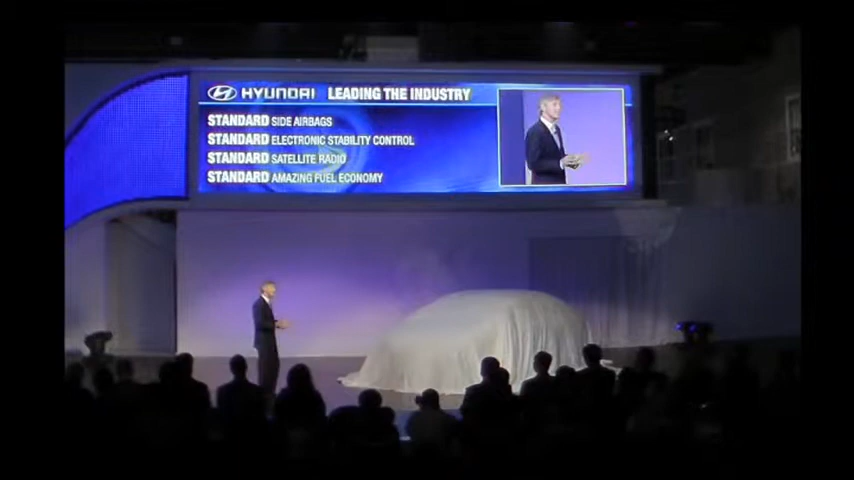 HYUNDAI LEADING THE INDUSTRY
STANDARD SIDE AIRBAGS
STANDARD ELECTRONIC STABILITY CONTROL
STANDARD SATELLITE RADIO
STANDARD AMAZING FUEL ECONOMY